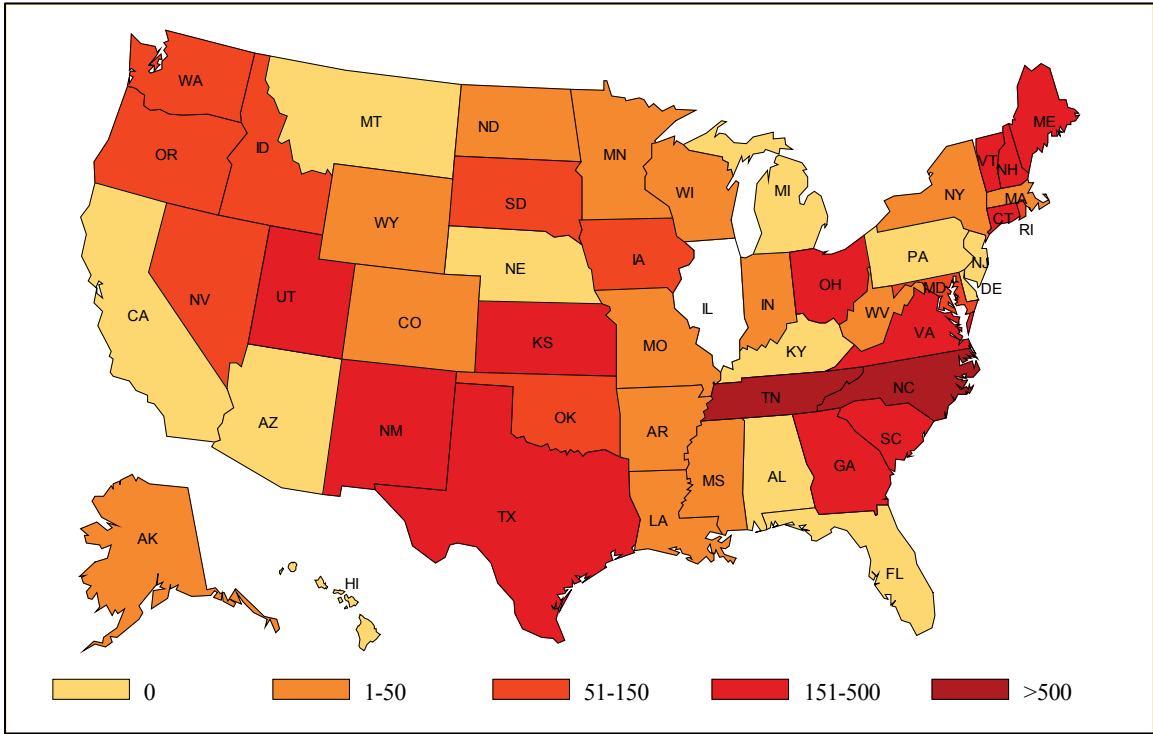 WA
MT
ND
MN
ME
VT
NH
OR
ID
WI
MI
NY
MA
CT
RI
SD
WY
IA
NE
PA
NJ
DE
MD
NV
UT
CA
CO
IL
IN
OH
WV
VA
KS
MO
KY
AZ
NM
OK
AR
TN
NC
SC
MS
AL
GA
TX
LA
FL
AK
HI
0
1-50
51-150
151-500
>500